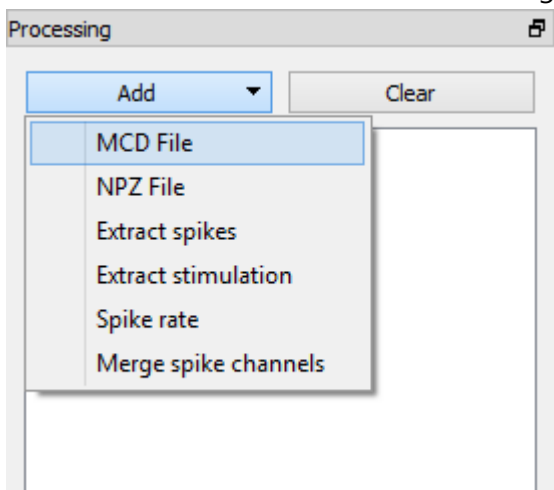 Processing
Add Clear
MCD File
NPZ File
Extract spikes
Extract stimulation
Spike rate
Merge spike channels